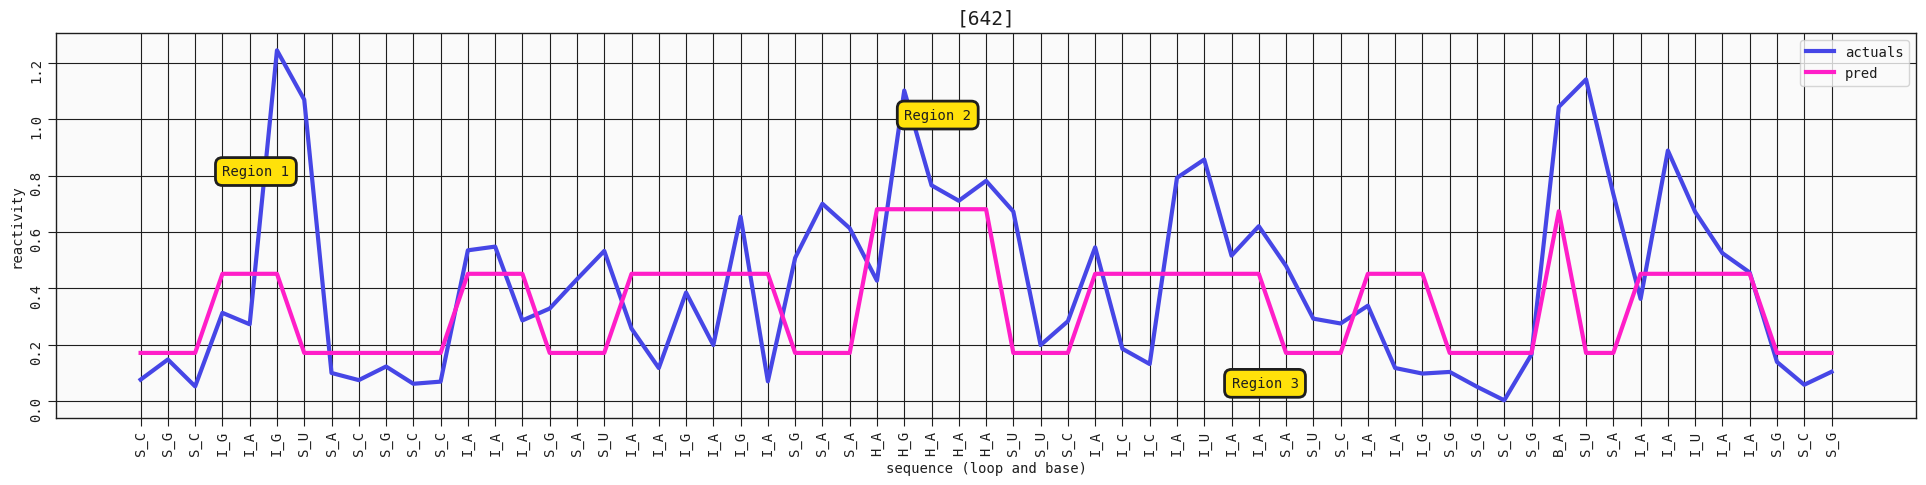 [642]
actuals
pred
Region 1
Region 2
Region 3
reactivity
1.2
1.0
0.8
0.6
0.4
0.2
0.0
S_C S_G S_C I_G I_A I_G S_U S_A S_C S_G S_C S_C I_A I_A I_A S_G S_A S_U I_A I_A I_G I_A I_G I_A S_G S_A S_A H_A H_G H_A H_A H_A S_U S_U S_C I_A I_C I_C I_A I_U I_A I_A S_A S_U S_C I_A I_A I_G S_G S_G S_C S_G B_A S_U S_A I_A I_A I_U I_A I_A S_G S_C S_G
sequence (loop and base)